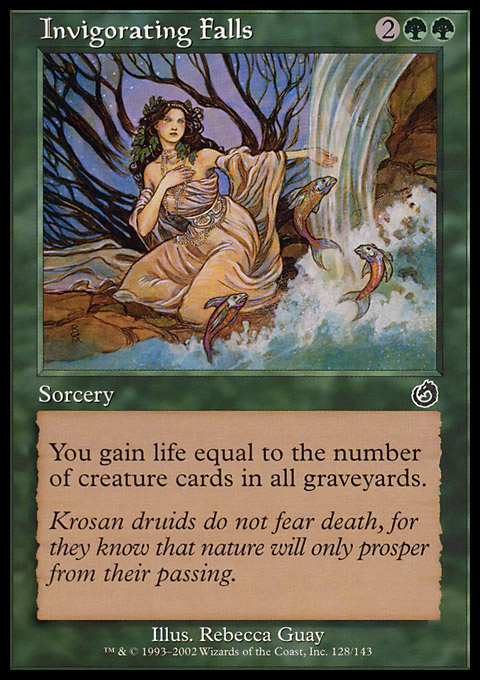 Invigorating Falls 2
Sorcery
You gain life equal to the number
of creature cards in all graveyards.
Krosan druids do not fear death, for
they know that nature will only prosper
from their passing.
Illus. Rebecca Guay
™ & © 1993–2002 Wizards of the Coast, Inc. 128/143